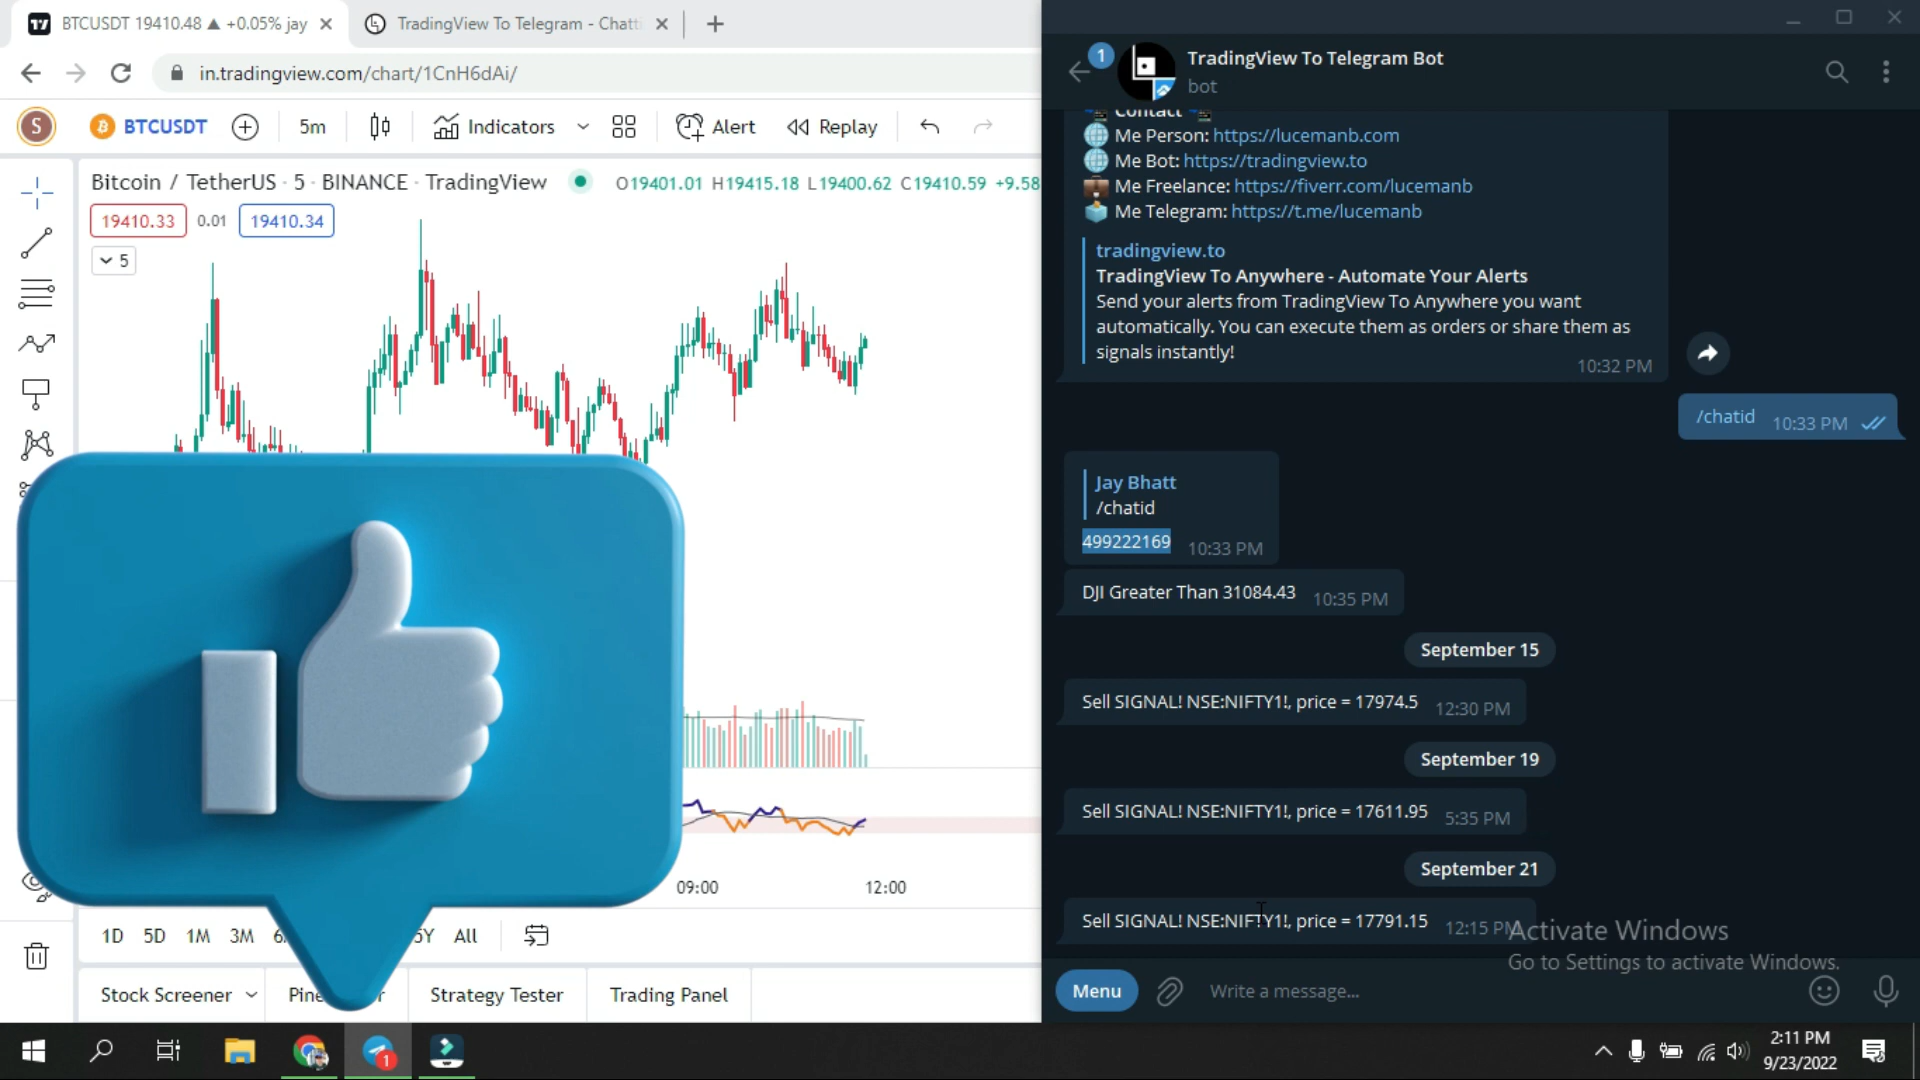 BTCUSDT 19410.48 ▲ +0.05% jay
TradingView To Telegram - Chatti
in.tradingview.com/chart/1CnH6dAi/
S
BTCUSDT
5m
Indicators
Alert
Replay
Bitcoin / TetherUS · 5 · BINANCE · TradingView
O19401.01 H19415.18 L19400.62 C19410.59 +9.58
19410.33
0.01
19410.34
5
09:00
12:00
1D 5D 1M 3M
5Y All
Stock Screener
Strategy Tester
Trading Panel
1
TradingView To Telegram Bot
bot
Contact
Me Person: https://lucemanb.com
Me Bot: https://tradingview.to
Me Freelance: https://fiverr.com/lucemanb
Me Telegram: https://t.me/lucemanb
tradingview.to
TradingView To Anywhere - Automate Your Alerts
Send your alerts from TradingView To Anywhere you want
automatically. You can execute them as orders or share them as
signals instantly!
10:32 PM
/chatid 10:33 PM
Jay Bhatt
/chatid
499222169 10:33 PM
DJI Greater Than 31084.43 10:35 PM
September 15
Sell SIGNAL! NSE:NIFTY1!, price = 17974.5 12:30 PM
September 19
Sell SIGNAL! NSE:NIFTY1!, price = 17611.95 5:35 PM
September 21
Sell SIGNAL! NSE:NIFTY1!, price = 17791.15 12:15 PM
Activate Windows
Go to Settings to activate Windows.
Menu
Write a message...
1
2:11 PM
9/23/2022